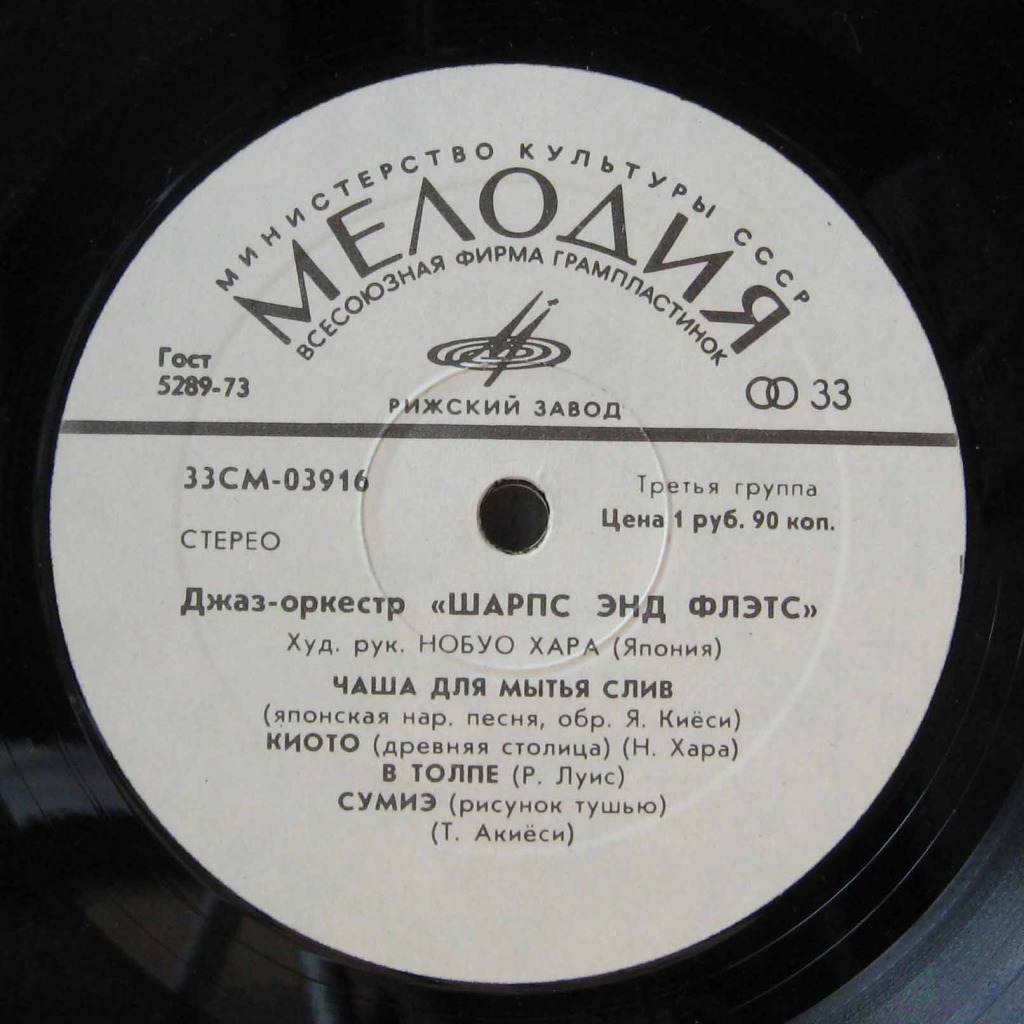 МИНИСТЕРСТВО КУЛЬТУРЫ СССР
МЕЛОДИЯ
ВСЕСОЮЗНАЯ ФИРМА ГРАМПЛАСТИНОК
Гост
5289-73
РИЖСКИЙ ЗАВОД
33
33СМ-03916
Третья группа
Цена 1 руб. 90 коп.
СТЕРЕО
Джаз-оркестр «ШАРПС ЭНД ФЛЭТС»
Худ. рук. НОБУО ХАРА (Япония)
ЧАША ДЛЯ МЫТЬЯ СЛИВ
(японская нар. песня, обр. Я. Киёси)
КИОТО (древняя столица) (Н. Хара)
В ТОЛПЕ (Р. Луис)
СУМИЭ (рисунок тушью)
(Т. Акиёси)